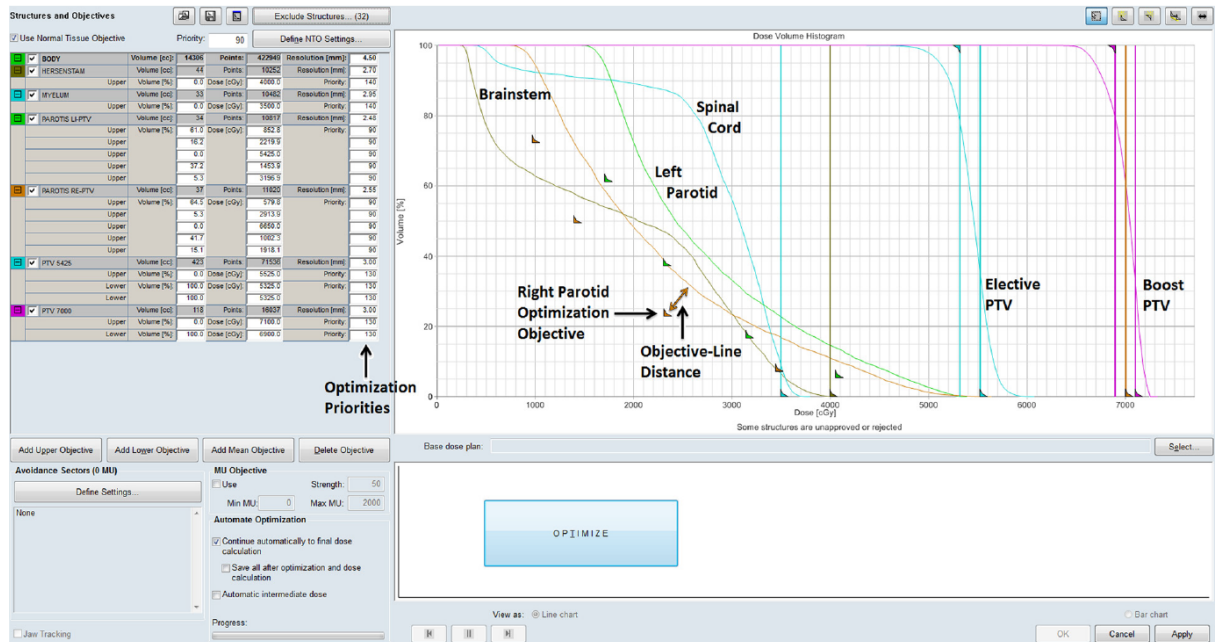 Structures and Objectives
Exclude Structures... (32)
Use Normal Tissue Objective Priority: 90 Define NTO Settings...
BODY Volume [cc]: 14306 Points: 422949 Resolution [mm]: 4.50
HERSENSTAM Volume [cc]: 44 Points: 10252 Resolution [mm]: 2.70
Upper Volume [%]: 0.0 Dose [cGy]: 4000.0 Priority: 140
MYELUM Volume [cc]: 33 Points: 10482 Resolution [mm]: 2.95
Upper Volume [%]: 0.0 Dose [cGy]: 3500.0 Priority: 140
PAROTIS LI-PTV Volume [cc]: 34 Points: 10817 Resolution [mm]: 2.48
Upper Volume [%]: 61.0 Dose [cGy]: 852.8 Priority: 90
Upper 16.2 2219.9 90
Upper 0.0 5425.0 90
Upper 37.2 1453.9 90
Upper 5.3 3196.9 90
PAROTIS RE-PTV Volume [cc]: 37 Points: 11620 Resolution [mm]: 2.55
Upper Volume [%]: 64.5 Dose [cGy]: 579.8 Priority: 90
Upper 5.3 2913.9 90
Upper 0.0 6650.0 90
Upper 41.7 1002.3 90
Upper 15.1 1918.1 90
PTV 5425 Volume [cc]: 423 Points: 71536 Resolution [mm]: 3.00
Upper 0.0 Dose [cGy]: 5525.0 Priority: 130
Lower Volume [%]: 100.0 Dose [cGy]: 5325.0 Priority: 130
Lower 100.0 5325.0 130
PTV 7000 Volume [cc]: 118 Points: 16037 Resolution [mm]: 3.00
Upper Volume [%]: 0.0 Dose [cGy]: 7100.0 Priority: 130
Lower Volume [%]: 100.0 Dose [cGy]: 6900.0 Priority: 130
Optimization
Priorities
Dose Volume Histogram
100
80
60
40
20
0
Volume [%]
Brainstem
Spinal
Cord
Left
Parotid
Right Parotid
Optimization
Objective
Objective-Line
Distance
Elective
PTV
Boost
PTV
0 1000 2000 3000 4000 5000 6000 7000
Dose [cGy]
Some structures are unapproved or rejected
Add Upper Objective Add Lower Objective Add Mean Objective Delete Objective
Base dose plan: Select...
Avoidance Sectors (0 MU)
Define Settings...
None
Jaw Tracking
MU Objective
Use Strength: 50
Min MU: 0 Max MU: 2000
Automate Optimization
Continue automatically to final dose
calculation
Save all after optimization and dose
calculation
Automatic intermediate dose
Progress:
OPTIMIZE
View as: Line chart Bar chart
OK Cancel Apply